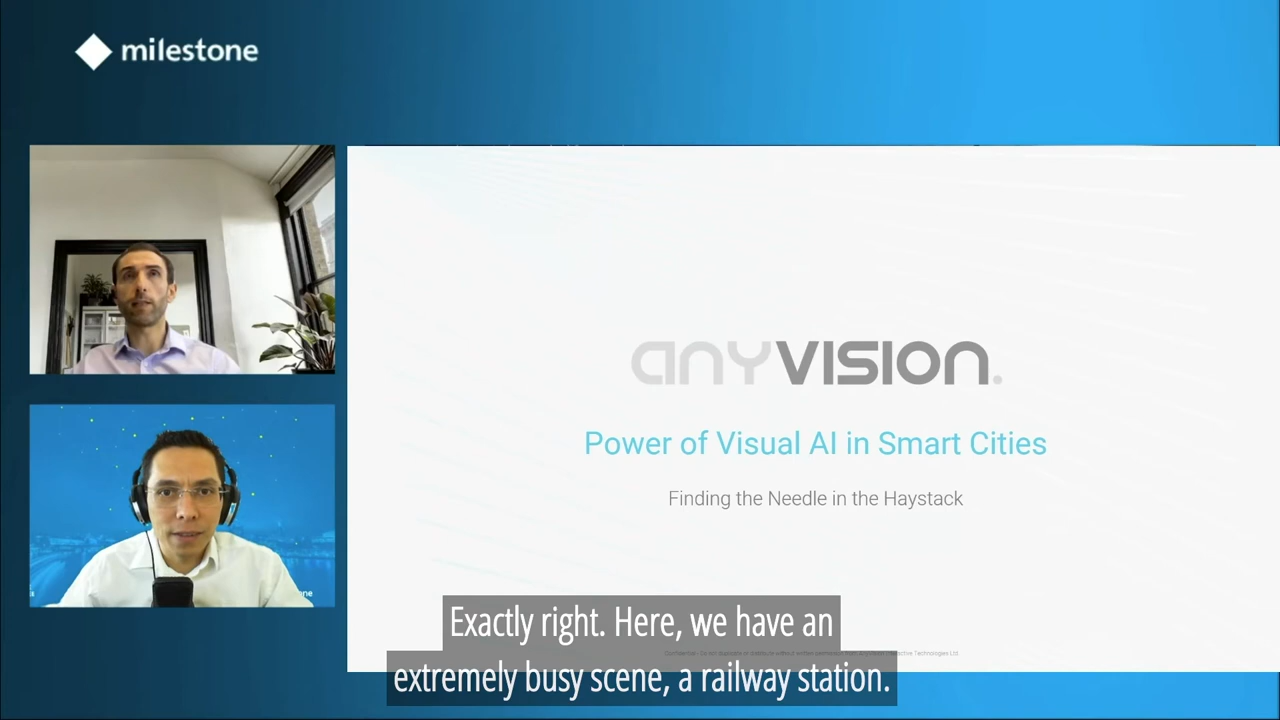 milestone
anyVISION.
Power of Visual AI in Smart Cities
Finding the Needle in the Haystack
Exactly right. Here, we have an
extremely busy scene, a railway station.